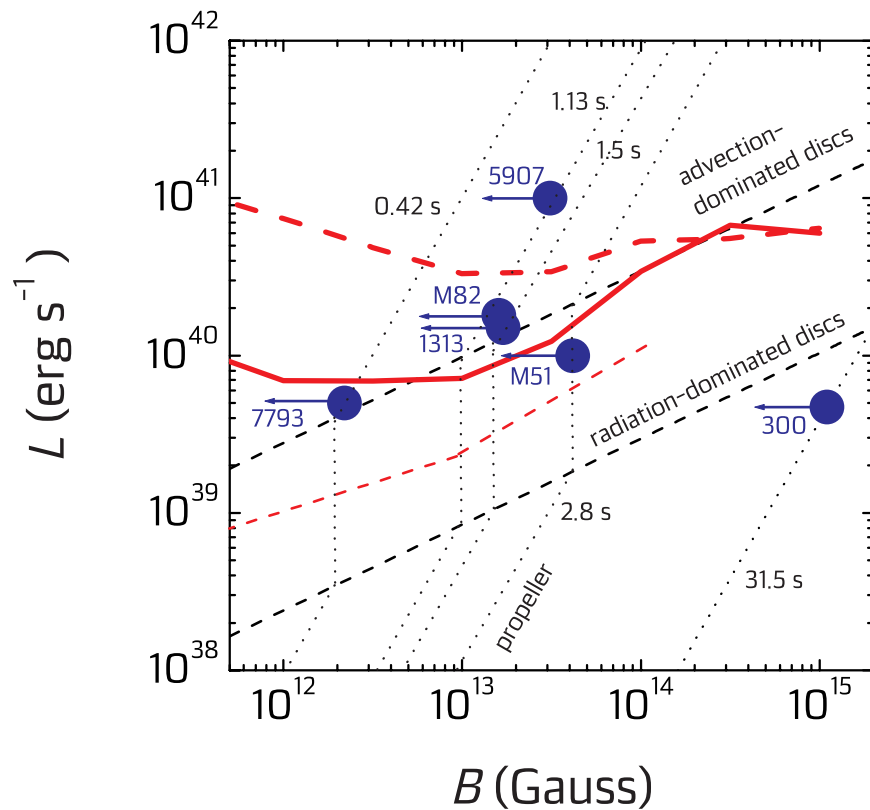 10^42
10^41
10^40
10^39
10^38
L (erg s^-1)
1.13 s
1.5 s
5907
advection-
dominated discs
0.42 s
M82
1313
M51
7793
radiation-dominated discs
300
2.8 s
propeller
31.5 s
10^12
10^13
10^14
10^15
B (Gauss)